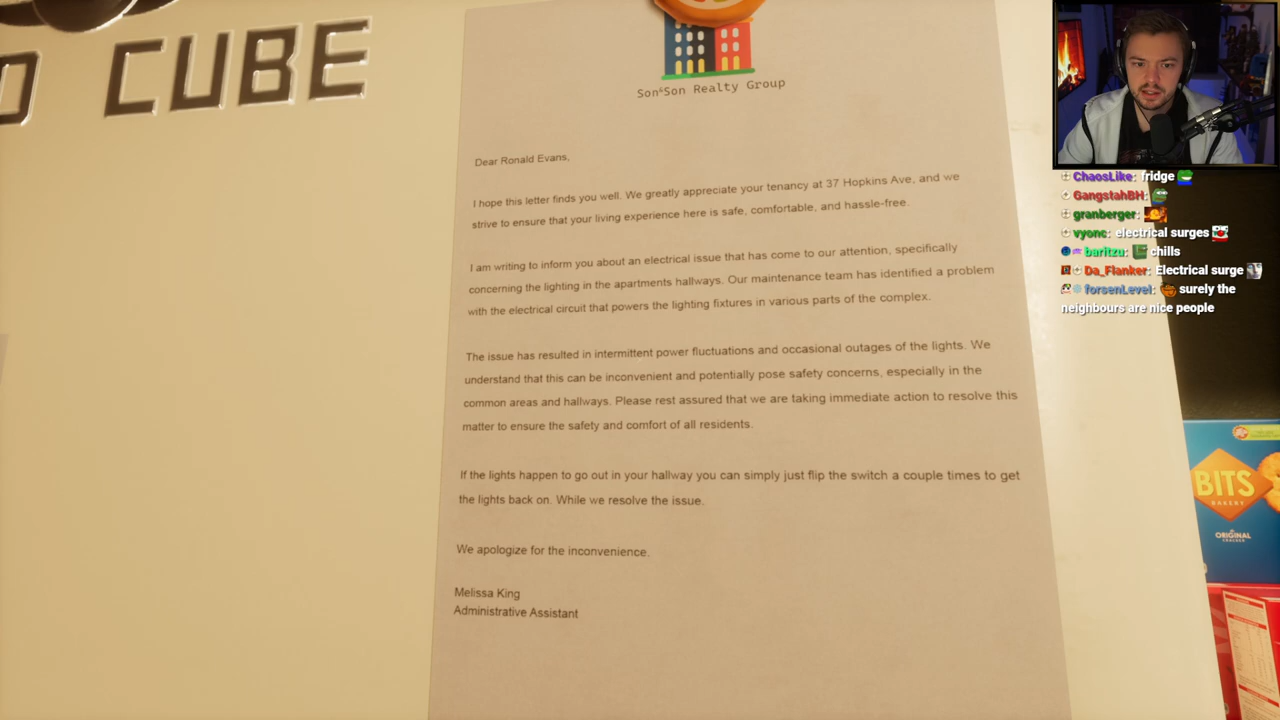 CUBE
Son&Son Realty Group
Dear Ronald Evans,
I hope this letter finds you well. We greatly appreciate your tenancy at 37 Hopkins Ave, and we
strive to ensure that your living experience here is safe, comfortable, and hassle-free.
I am writing to inform you about an electrical issue that has come to our attention, specifically
concerning the lighting in the apartments hallways. Our maintenance team has identified a problem
with the electrical circuit that powers the lighting fixtures in various parts of the complex.
The issue has resulted in intermittent power fluctuations and occasional outages of the lights. We
understand that this can be inconvenient and potentially pose safety concerns, especially in the
common areas and hallways. Please rest assured that we are taking immediate action to resolve this
matter to ensure the safety and comfort of all residents.
If the lights happen to go out in your hallway you can simply just flip the switch a couple times to get
the lights back on. While we resolve the issue.
We apologize for the inconvenience.
Melissa King
Administrative Assistant
ChaosLike: fridge
GangstahBH:
granberger:
vyonc: electrical surges
baritzu: chills
Da_Flanker: Electrical surge
forsenLevel: surely the
neighbours are nice people
BITS
BAKERY
ORIGINAL
CRACKER